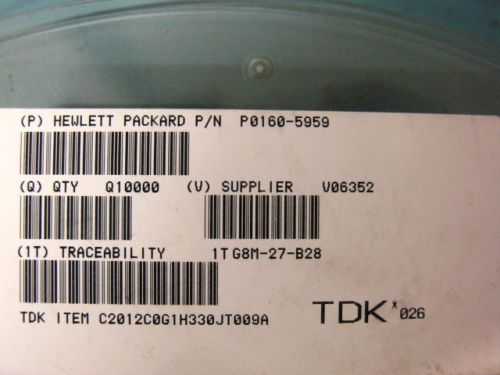 (P) HEWLETT PACKARD P/N P0160-5959
(Q) QTY Q10000 (V) SUPPLIER V06352
(1T) TRACEABILITY 1TG8M-27-B28
TDK ITEM C2012C0G1H330JT009A
TDK *026